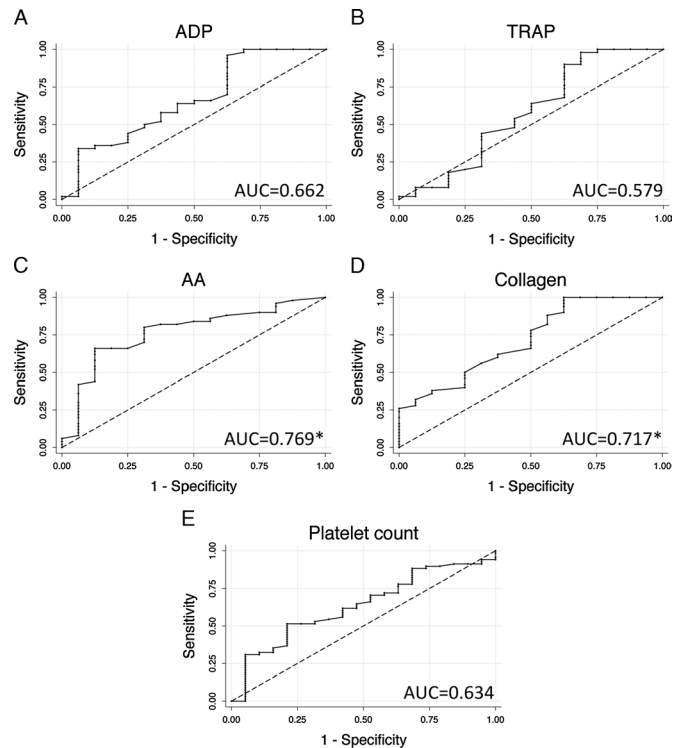 A
ADP
Sensitivity
1.00
0.75
0.50
0.25
0.00
AUC=0.662
0.00 0.25 0.50 0.75 1.00
1 - Specificity
B
TRAP
Sensitivity
1.00
0.75
0.50
0.25
0.00
AUC=0.579
0.00 0.25 0.50 0.75 1.00
1 - Specificity
C
AA
Sensitivity
1.00
0.75
0.50
0.25
0.00
AUC=0.769*
0.00 0.25 0.50 0.75 1.00
1 - Specificity
D
Collagen
Sensitivity
1.00
0.75
0.50
0.25
0.00
AUC=0.717*
0.00 0.25 0.50 0.75 1.00
1 - Specificity
E
Platelet count
Sensitivity
1.00
0.75
0.50
0.25
0.00
AUC=0.634
0.00 0.25 0.50 0.75 1.00
1 - Specificity